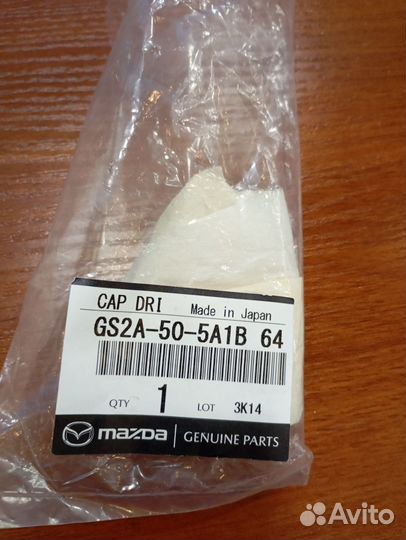 CAP DRI Made in Japan
GS2A-50-5A1B 64
QTY 1 LOT 3K14
mazda GENUINE PARTS
Avito